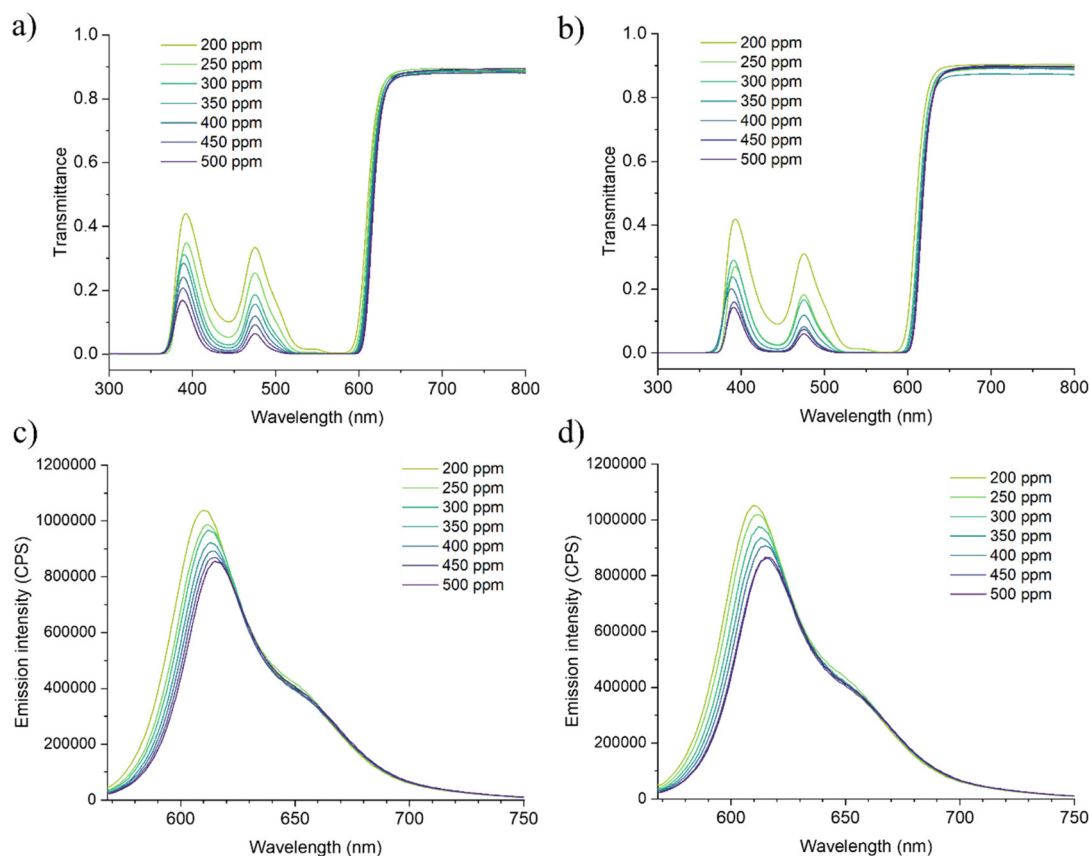 a)
1.0
0.8
0.6
0.4
0.2
0.0
Transmittance
200 ppm
250 ppm
300 ppm
350 ppm
400 ppm
450 ppm
500 ppm
300 400 500 600 700 800
Wavelength (nm)
b)
1.0
0.8
0.6
0.4
0.2
0.0
Transmittance
200 ppm
250 ppm
300 ppm
350 ppm
400 ppm
450 ppm
500 ppm
300 400 500 600 700 800
Wavelength (nm)
c)
1200000
1000000
800000
600000
400000
200000
0
Emission intensity (CPS)
200 ppm
250 ppm
300 ppm
350 ppm
400 ppm
450 ppm
500 ppm
600 650 700 750
Wavelength (nm)
d)
1200000
1000000
800000
600000
400000
200000
0
Emission intensity (CPS)
200 ppm
250 ppm
300 ppm
350 ppm
400 ppm
450 ppm
500 ppm
600 650 700 750
Wavelength (nm)